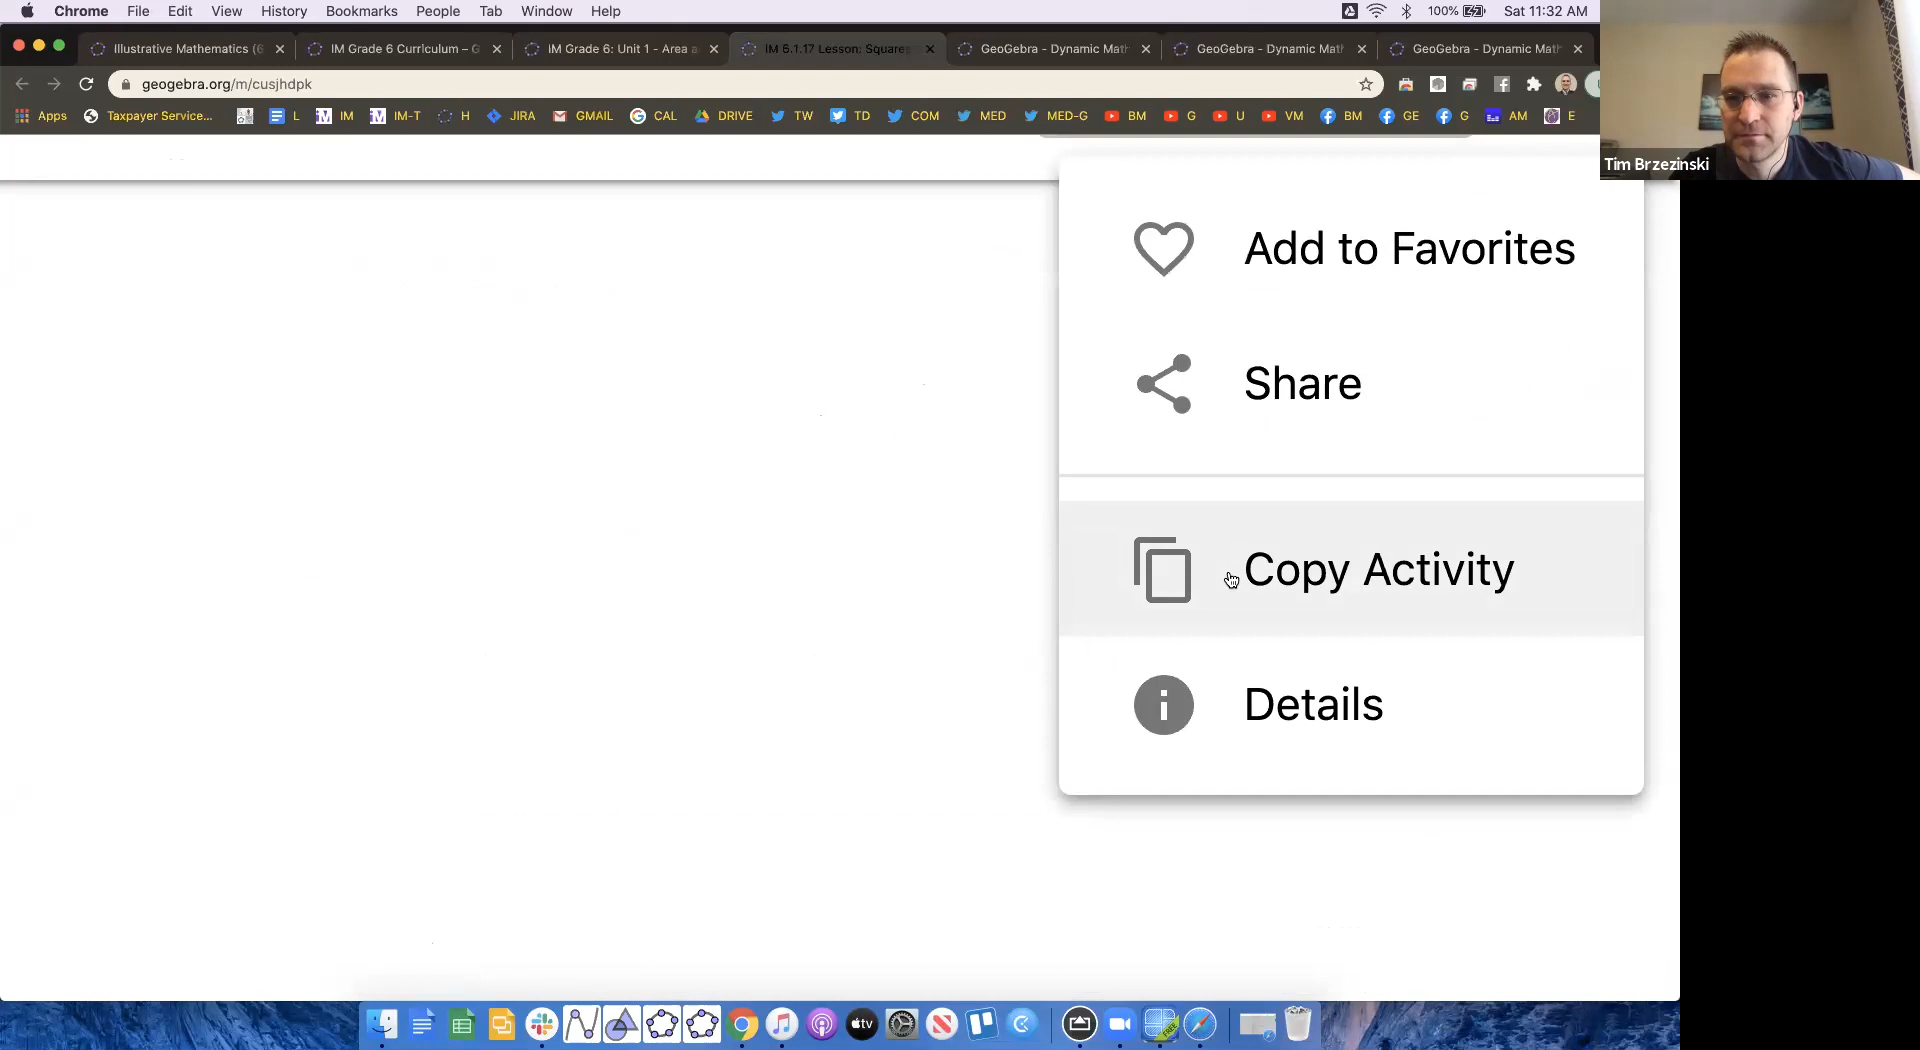 Chrome File Edit View History Bookmarks People Tab Window Help 100% Sat 11:32 AM
Illustrative Mathematics (6 IM Grade 6 Curriculum – G IM Grade 6: Unit 1 - Area a IM 6.1.17 Lesson: Squares GeoGebra - Dynamic Math GeoGebra - Dynamic Math GeoGebra - Dynamic Math
geogebra.org/m/cusjhdpk
Apps Taxpayer Service... L IM IM-T H JIRA GMAIL CAL DRIVE TW TD COM MED MED-G BM G U VM BM GE G AM E
Tim Brzezinski
Add to Favorites
Share
Copy Activity
Details
tv
FREE